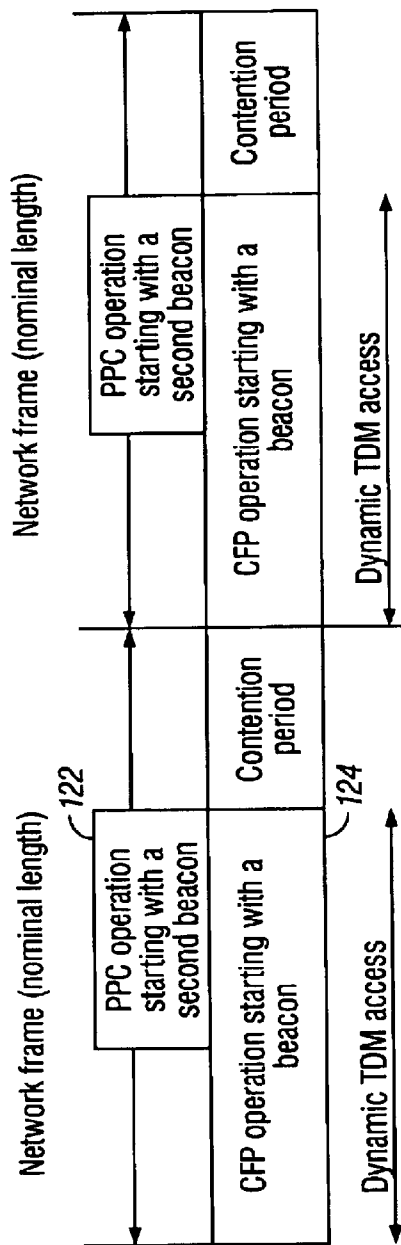 Network frame (nominal length)
Network frame (nominal length)
122
PPC operation
starting with a
second beacon
PPC operation
starting with a
second beacon
CFP operation starting with a
beacon
Contention
period
CFP operation starting with a
beacon
Contention
period
124
Dynamic TDM access
Dynamic TDM access